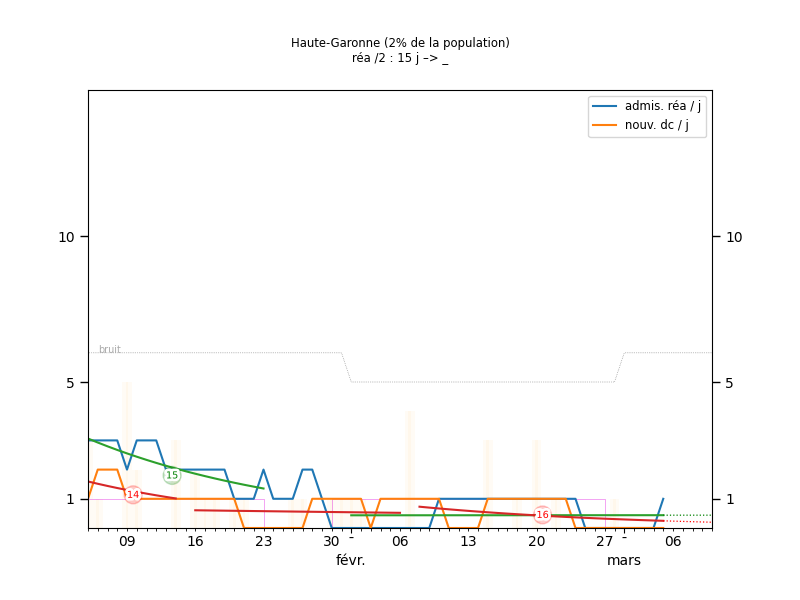 Haute-Garonne (2% de la population)
réa /2 : 15 j –> _
admis. réa / j
nouv. dc / j
10 10
bruit
5 5
15
14
16
1 1
09 16 23 30 - 06 13 20 27 - 06
févr. mars